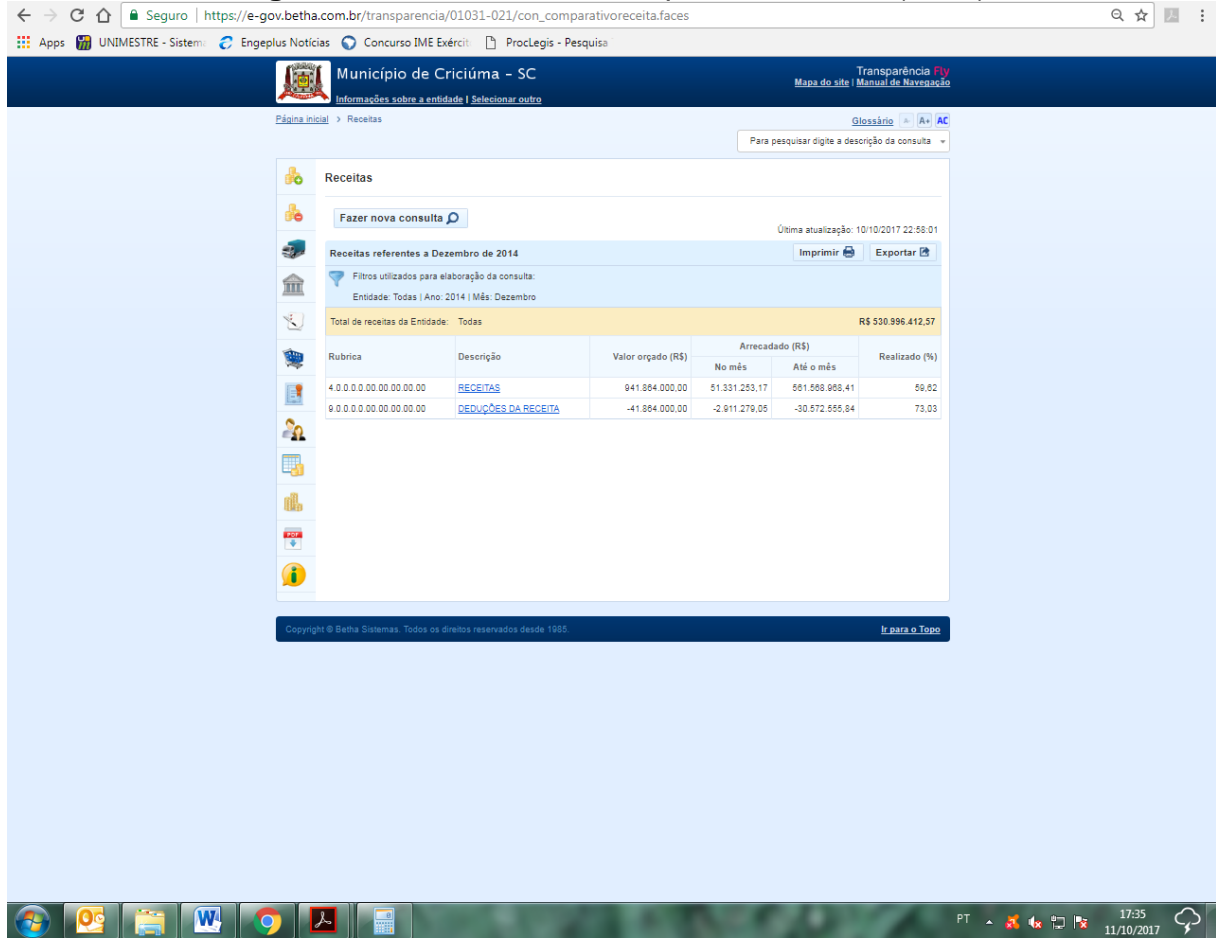 Seguro | https://e-gov.betha.com.br/transparencia/01031-021/con_comparativoreceita.faces
Apps UNIMESTRE - Sistema Engeplus Notícias Concurso IME Exércit ProcLegis - Pesquisa
Município de Criciúma - SC
Transparência Fly
Informações sobre a entidade | Selecionar outro
Mapa do site | Manual de Navegação
Página inicial > Receitas
Glossário A- A+ AC
Para pesquisar digite a descrição da consulta
Receitas
Fazer nova consulta
Última atualização: 10/10/2017 22:58:01
Receitas referentes a Dezembro de 2014 Imprimir Exportar
Filtros utilizados para elaboração da consulta:
Entidade: Todas | Ano: 2014 | Mês: Dezembro
Total de receitas da Entidade: Todas R$ 530.996.412,57
Rubrica Descrição Valor orçado (R$) Arrecadado (R$) Realizado (%)
No mês Até o mês
4.0.0.0.0.00.00.00.00.00 RECEITAS 941.864.000,00 51.331.253,17 561.568.968,41 59,62
9.0.0.0.0.00.00.00.00.00 DEDUÇÕES DA RECEITA -41.864.000,00 -2.911.279,05 -30.572.555,84 73,03
PDF
Copyright © Betha Sistemas. Todos os direitos reservados desde 1985. Ir para o Topo
PT 17:35
11/10/2017